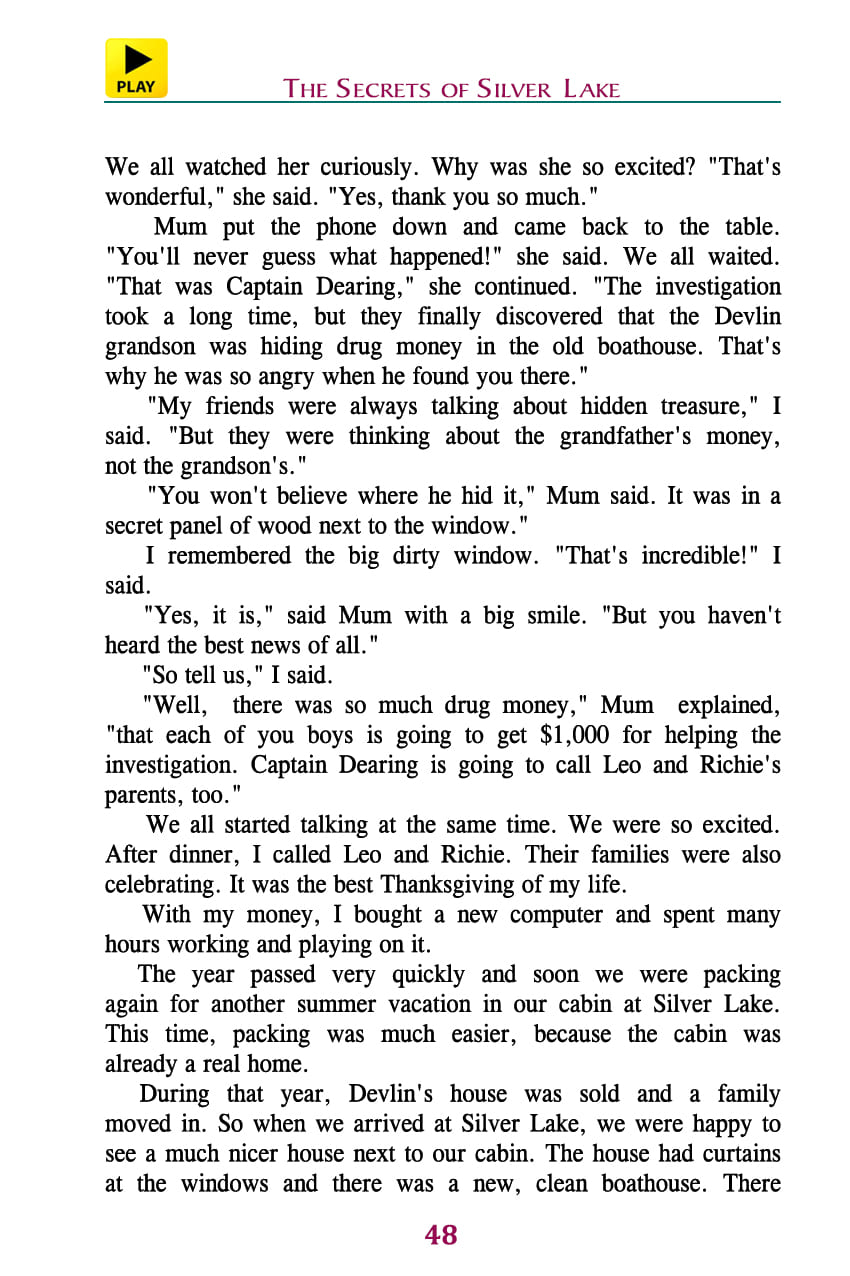 PLAY
THE SECRETS OF SILVER LAKE
We all watched her curiously. Why was she so excited? "That's
wonderful," she said. "Yes, thank you so much."
Mum put the phone down and came back to the table.
"You'll never guess what happened!" she said. We all waited.
"That was Captain Dearing," she continued. "The investigation
took a long time, but they finally discovered that the Devlin
grandson was hiding drug money in the old boathouse. That's
why he was so angry when he found you there."
"My friends were always talking about hidden treasure," I
said. "But they were thinking about the grandfather's money,
not the grandson's."
"You won't believe where he hid it," Mum said. It was in a
secret panel of wood next to the window."
I remembered the big dirty window. "That's incredible!" I
said.
"Yes, it is," said Mum with a big smile. "But you haven't
heard the best news of all."
"So tell us," I said.
"Well, there was so much drug money," Mum explained,
"that each of you boys is going to get $1,000 for helping the
investigation. Captain Dearing is going to call Leo and Richie's
parents, too."
We all started talking at the same time. We were so excited.
After dinner, I called Leo and Richie. Their families were also
celebrating. It was the best Thanksgiving of my life.
With my money, I bought a new computer and spent many
hours working and playing on it.
The year passed very quickly and soon we were packing
again for another summer vacation in our cabin at Silver Lake.
This time, packing was much easier, because the cabin was
already a real home.
During that year, Devlin's house was sold and a family
moved in. So when we arrived at Silver Lake, we were happy to
see a much nicer house next to our cabin. The house had curtains
at the windows and there was a new, clean boathouse. There
48